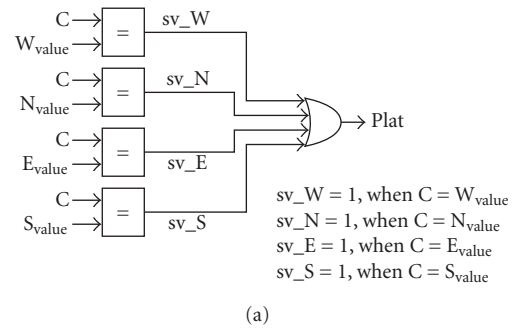 C
W_value
=
sv_W
C
N_value
=
sv_N
C
E_value
=
sv_E
C
S_value
=
sv_S
Plat
sv_W = 1, when C = W_value
sv_N = 1, when C = N_value
sv_E = 1, when C = E_value
sv_S = 1, when C = S_value
(a)